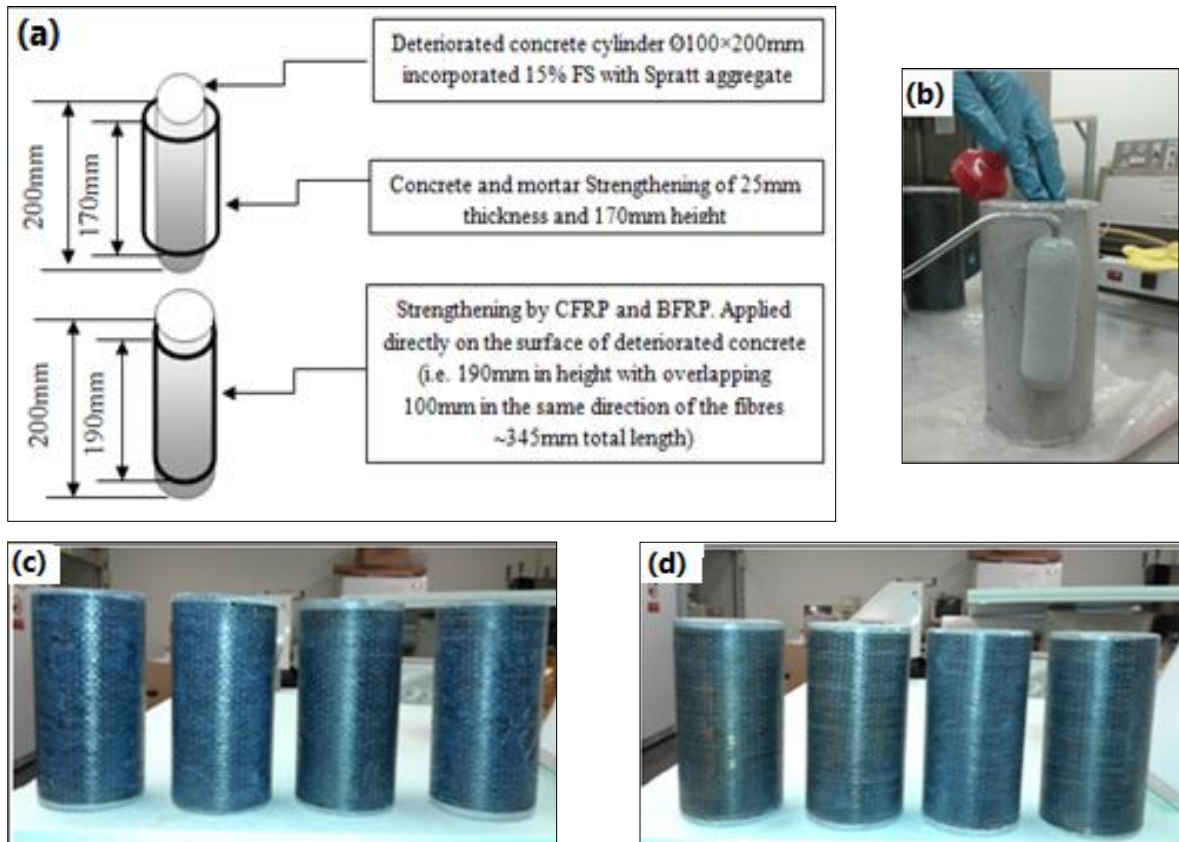 (a)
Deteriorated concrete cylinder Ø100×200mm
incorporated 15% FS with Spratt aggregate
200mm
170mm
Concrete and mortar Strengthening of 25mm
thickness and 170mm height
Strengthening by CFRP and BFRP. Applied
directly on the surface of deteriorated concrete
(i.e. 190mm in height with overlapping
100mm in the same direction of the fibres
~345mm total length)
200mm
190mm
(b)
(c)
(d)